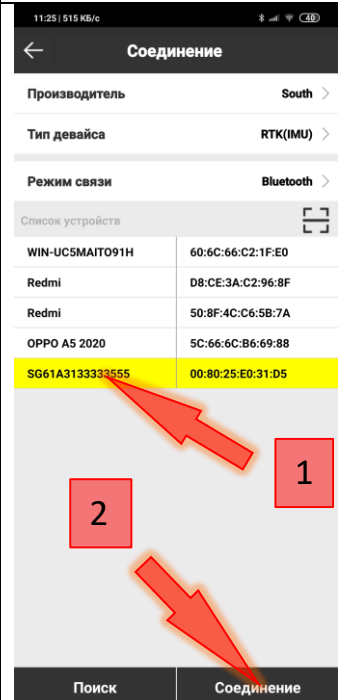 11:25 | 515 КБ/с 40
Соединение
Производитель South
Тип девайса RTK(IMU)
Режим связи Bluetooth
Список устройств
WIN-UC5MAITO91H 60:6C:66:C2:1F:E0
Redmi D8:CE:3A:C2:96:8F
Redmi 50:8F:4C:C6:5B:7A
OPPO A5 2020 5C:66:6C:B6:69:88
SG61A3133333555 00:80:25:E0:31:D5
1
2
Поиск Соединение